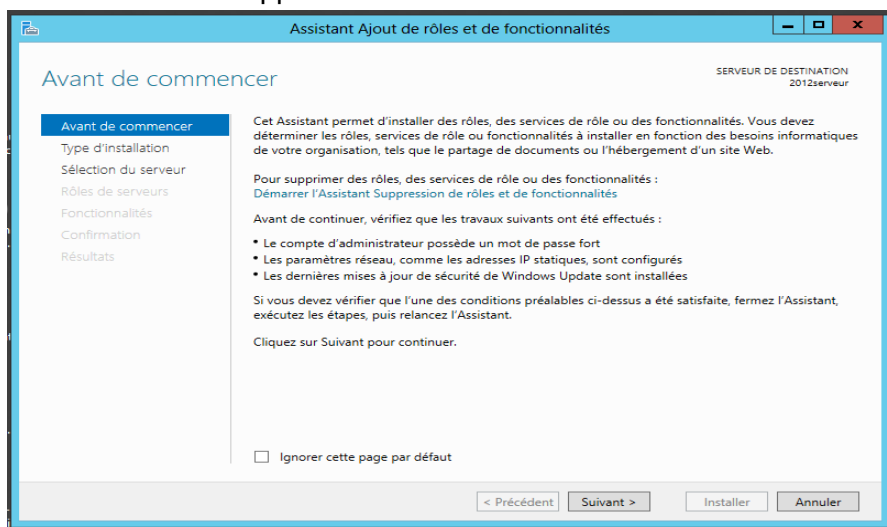 Assistant Ajout de rôles et de fonctionnalités
Avant de commencer
SERVEUR DE DESTINATION
2012serveur
Avant de commencer
Type d'installation
Sélection du serveur
Rôles de serveurs
Fonctionnalités
Confirmation
Résultats
Cet Assistant permet d'installer des rôles, des services de rôle ou des fonctionnalités. Vous devez
déterminer les rôles, services de rôle ou fonctionnalités à installer en fonction des besoins informatiques
de votre organisation, tels que le partage de documents ou l'hébergement d'un site Web.
Pour supprimer des rôles, des services de rôle ou des fonctionnalités :
Démarrer l'Assistant Suppression de rôles et de fonctionnalités
Avant de continuer, vérifiez que les travaux suivants ont été effectués :
• Le compte d'administrateur possède un mot de passe fort
• Les paramètres réseau, comme les adresses IP statiques, sont configurés
• Les dernières mises à jour de sécurité de Windows Update sont installées
Si vous devez vérifier que l'une des conditions préalables ci-dessus a été satisfaite, fermez l'Assistant,
exécutez les étapes, puis relancez l'Assistant.
Cliquez sur Suivant pour continuer.
Ignorer cette page par défaut
< Précédent Suivant > Installer Annuler